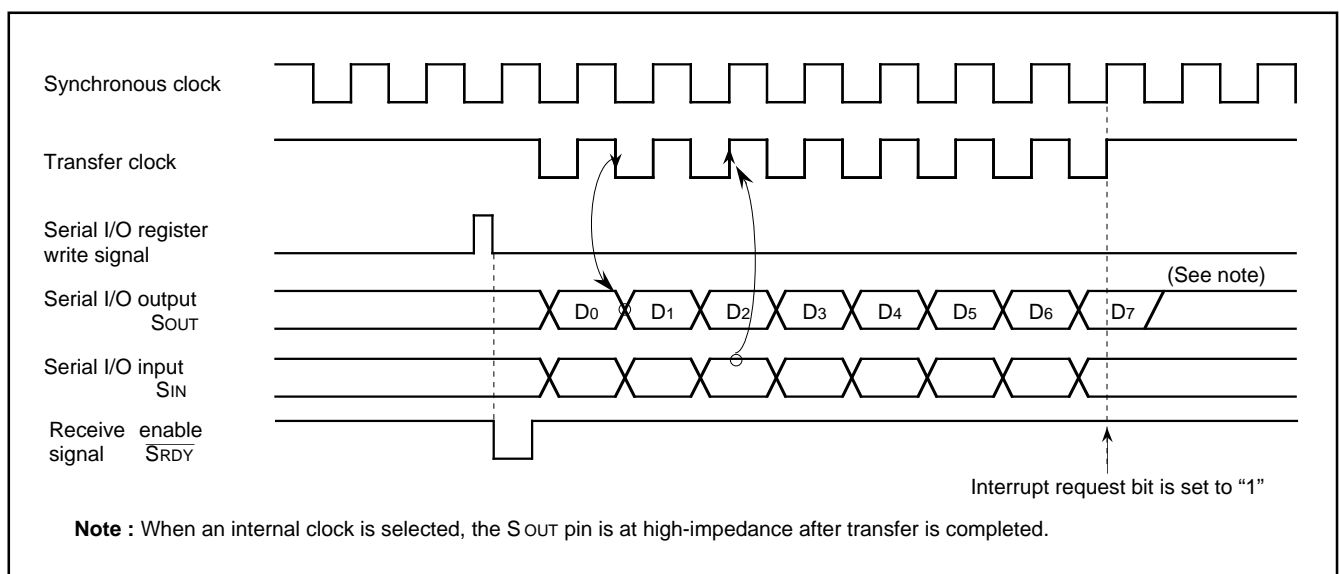 Synchronous clock
Transfer clock
Serial I/O register
write signal
(See note)
Serial I/O output
SOUT
D0 D1 D2 D3 D4 D5 D6 D7
Serial I/O input
SIN
Receive enable
signal SRDY
Interrupt request bit is set to “1”
Note : When an internal clock is selected, the SOUT pin is at high-impedance after transfer is completed.